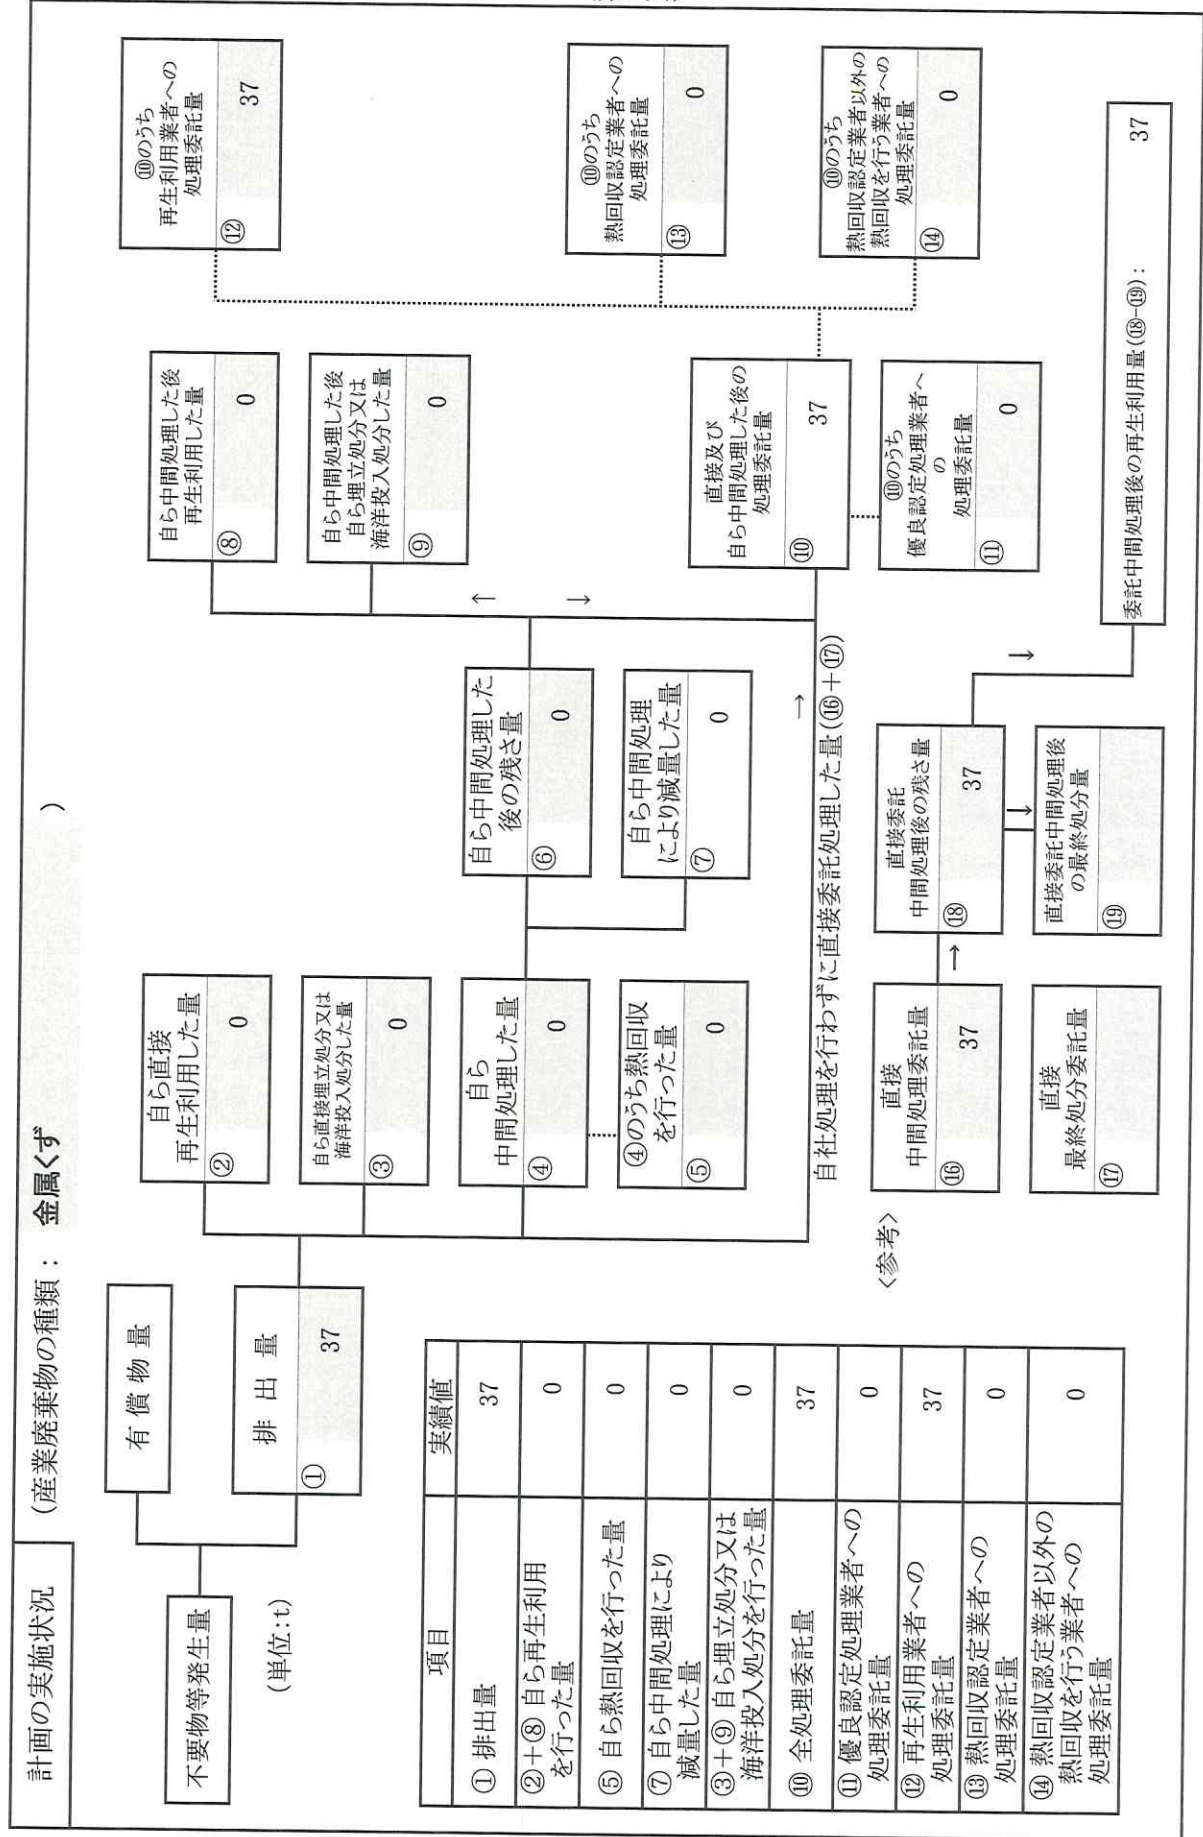 計画の実施状況
(産業廃棄物の種類： 金属くず )
不要物等発生量
(単位:t)
有 償 物 量
排 出 量
① 37
自ら直接
再生利用した量
② 0
自ら直接埋立処分又は
海洋投入処分した量
③ 0
自ら
中間処理した量
④ 0
④のうち熱回収
を行った量
⑤ 0
自ら中間処理した
後の残さ量
⑥ 0
自ら中間処理
により減量した量
⑦ 0
自ら中間処理した後
再生利用した量
⑧ 0
自ら中間処理した後
自ら埋立処分又は
海洋投入処分した量
⑨ 0
↑
↓
直接及び
自ら中間処理した後の
処理委託量
⑩ 37
⑩のうち
優良認定処理業者へ
の
処理委託量
⑪ 0
⑩のうち
再生利用業者への
処理委託量
⑫ 37
⑩のうち
熱回収認定業者への
処理委託量
⑬ 0
⑩のうち
熱回収認定業者以外の
熱回収を行う業者への
処理委託量
⑭ 0
→
自社処理を行わずに直接委託処理した量(⑯＋⑰)
<参考>
直接
中間処理委託量
⑯ 37
→
直接委託
中間処理後の残さ量
⑱ 37
↓
直接
最終処分委託量
⑰
直接委託中間処理後
の最終処分量
⑲
↓
委託中間処理後の再生利用量(⑱-⑲)： 37
項目 実績値
① 排出量 37
②+⑧ 自ら再生利用
を行った量 0
⑤ 自ら熱回収を行った量 0
⑦ 自ら中間処理により
減量した量 0
③+⑨ 自ら埋立処分又は
海洋投入処分を行った量 0
⑩ 全処理委託量 37
⑪ 優良認定処理業者への
処理委託量 0
⑫ 再生利用業者への
処理委託量 37
⑬ 熱回収認定業者への
処理委託量 0
⑭ 熱回収認定業者以外の
熱回収を行う業者への
処理委託量 0